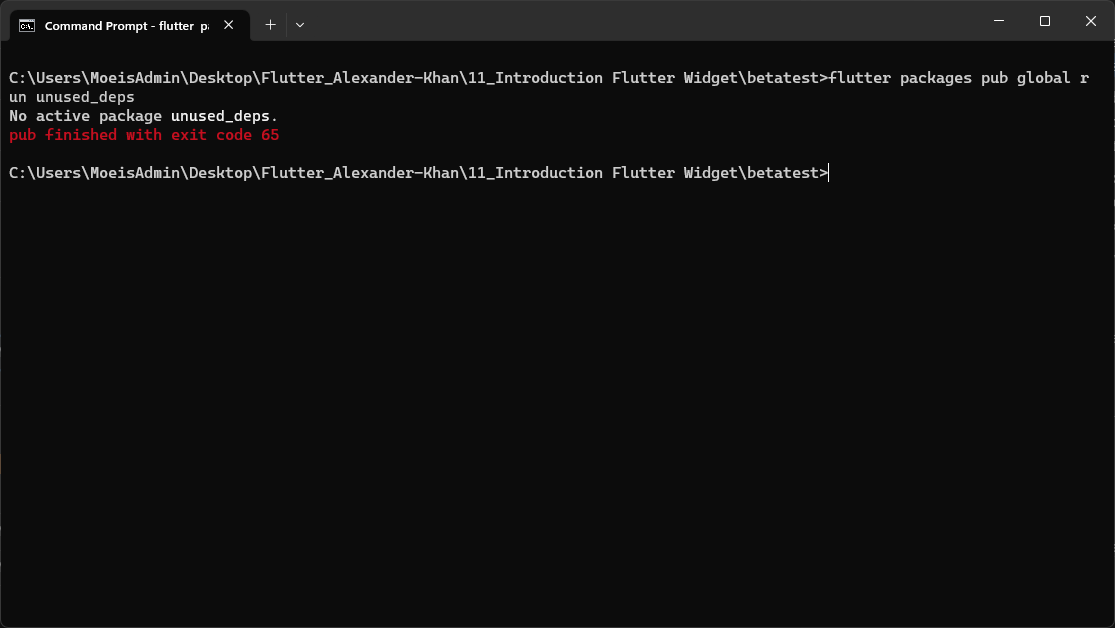 Command Prompt - flutter pa
C:\Users\MoeisAdmin\Desktop\Flutter_Alexander-Khan\11_Introduction Flutter Widget\betatest>flutter packages pub global r
un unused_deps
No active package unused_deps.
pub finished with exit code 65
C:\Users\MoeisAdmin\Desktop\Flutter_Alexander-Khan\11_Introduction Flutter Widget\betatest>